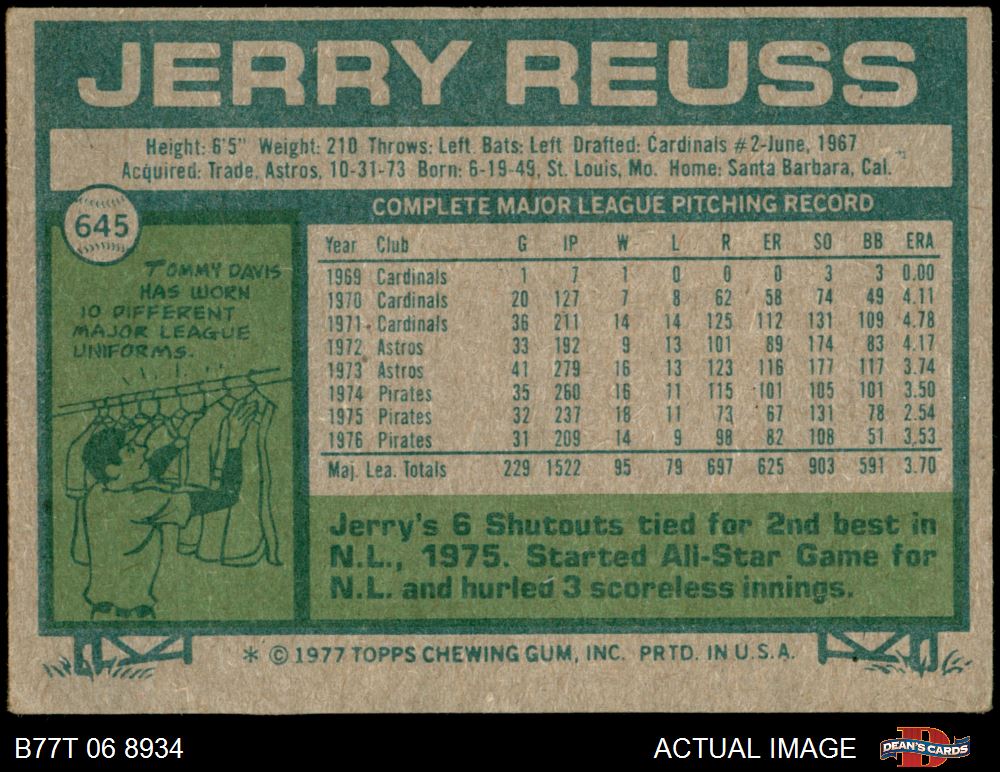 JERRY REUSS
Height: 6'5" Weight: 210 Throws: Left Bats: Left Drafted: Cardinals #2-June, 1967
Acquired: Trade, Astros, 10-31-73 Born: 6-19-49, St. Louis, Mo. Home: Santa Barbara, Cal.
645
TOMMY DAVIS
HAS WORN
10 DIFFERENT
MAJOR LEAGUE
UNIFORMS.
COMPLETE MAJOR LEAGUE PITCHING RECORD
Year Club G IP W L R ER SO BB ERA
1969 Cardinals 1 7 1 0 0 0 3 3 0.00
1970 Cardinals 20 127 7 8 62 58 74 49 4.11
1971 Cardinals 36 211 14 14 125 112 131 109 4.78
1972 Astros 33 192 9 13 101 89 174 83 4.17
1973 Astros 41 279 16 13 123 116 177 117 3.74
1974 Pirates 35 260 16 11 115 101 105 101 3.50
1975 Pirates 32 237 18 11 73 67 131 78 2.54
1976 Pirates 31 209 14 9 98 82 108 51 3.53
Maj. Lea. Totals 229 1522 95 79 697 625 903 591 3.70
Jerry's 6 Shutouts tied for 2nd best in
N.L., 1975. Started All-Star Game for
N.L. and hurled 3 scoreless innings.
* © 1977 TOPPS CHEWING GUM, INC. PRTD. IN U.S.A.
B77T 06 8934
ACTUAL IMAGE
DEAN'S CARDS